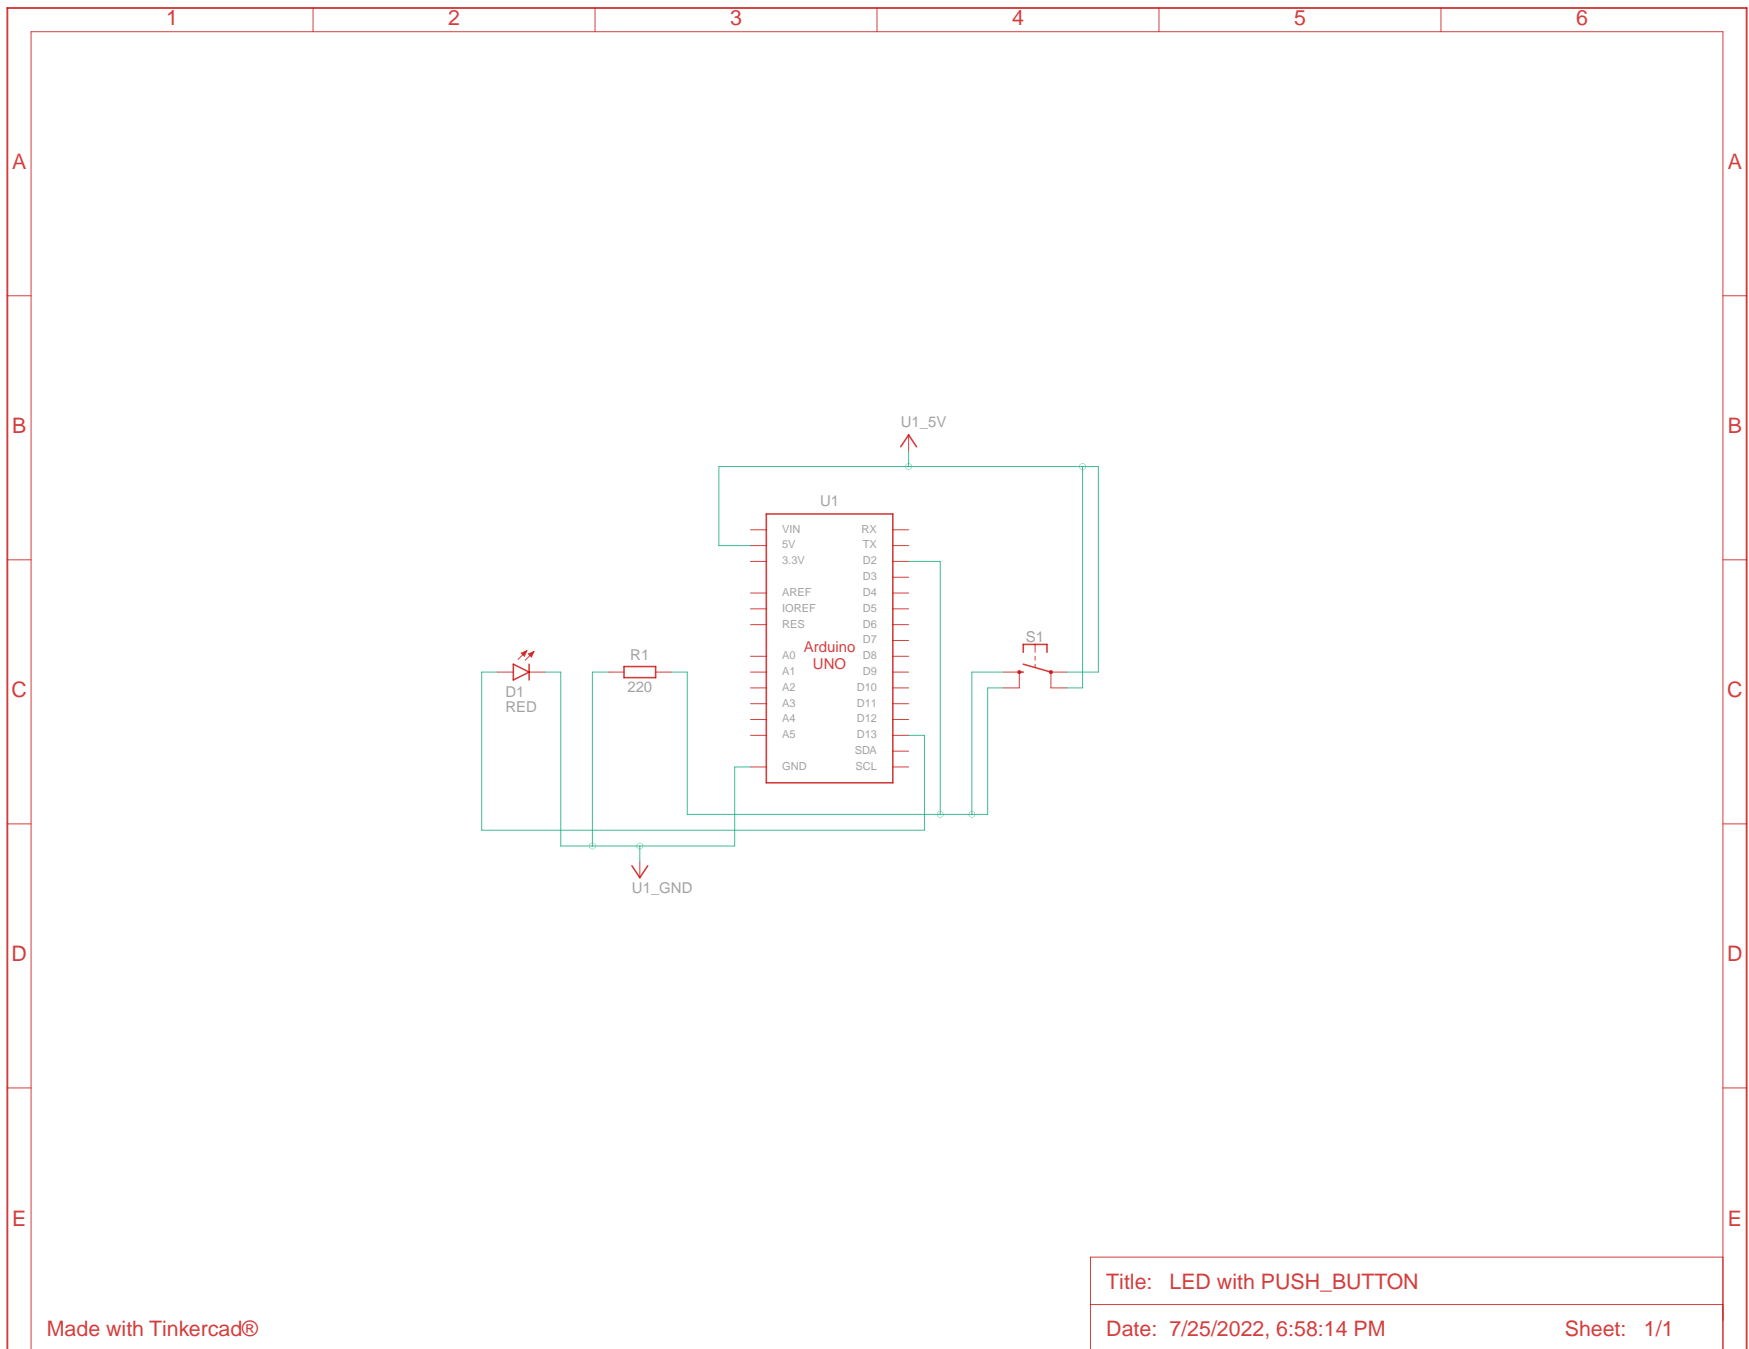 1 2 3 4 5 6
A A
B B
U1_5V
U1
VIN RX
5V TX
3.3V D2
D3
AREF D4
IOREF D5
RES D6
D7
Arduino
UNO
A0 D8
A1 D9
A2 D10
A3 D11
A4 D12
A5 D13
SDA
GND SCL
S1
R1
220
C C
D1
RED
U1_GND
D D
E E
Title: LED with PUSH_BUTTON
Made with Tinkercad®
Date: 7/25/2022, 6:58:14 PM Sheet: 1/1